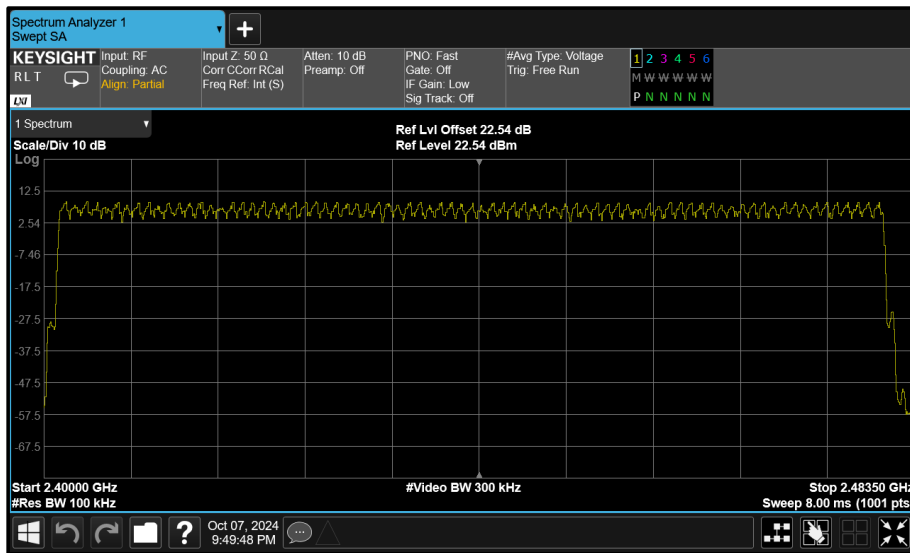 Spectrum Analyzer 1
Swept SA
KEYSIGHT
R L T
LXI
Input: RF
Coupling: AC
Align: Partial
Input Z: 50 Ω
Corr CCorr RCal
Freq Ref: Int (S)
Atten: 10 dB
Preamp: Off
PNO: Fast
Gate: Off
IF Gain: Low
Sig Track: Off
#Avg Type: Voltage
Trig: Free Run
1 2 3 4 5 6
M W W W W W
P N N N N N
1 Spectrum
Scale/Div 10 dB
Ref Lvl Offset 22.54 dB
Ref Level 22.54 dBm
Log
12.5
2.54
-7.46
-17.5
-27.5
-37.5
-47.5
-57.5
-67.5
Start 2.40000 GHz
#Res BW 100 kHz
#Video BW 300 kHz
Stop 2.48350 GHz
Sweep 8.00 ms (1001 pts
?
Oct 07, 2024
9:49:48 PM